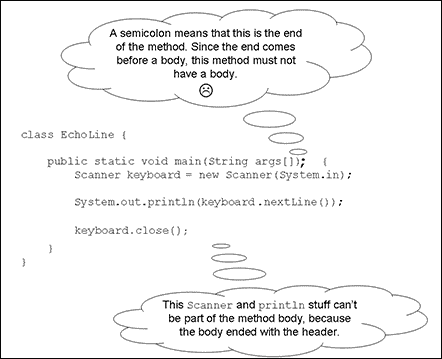 A semicolon means that this is the end
of the method. Since the end comes
before a body, this method must not
have a body.
class EchoLine {
public static void main(String args[]); {
Scanner keyboard = new Scanner(System.in);
System.out.println(keyboard.nextLine());
keyboard.close();
}
}
This Scanner and println stuff can't
be part of the method body, because
the body ended with the header.